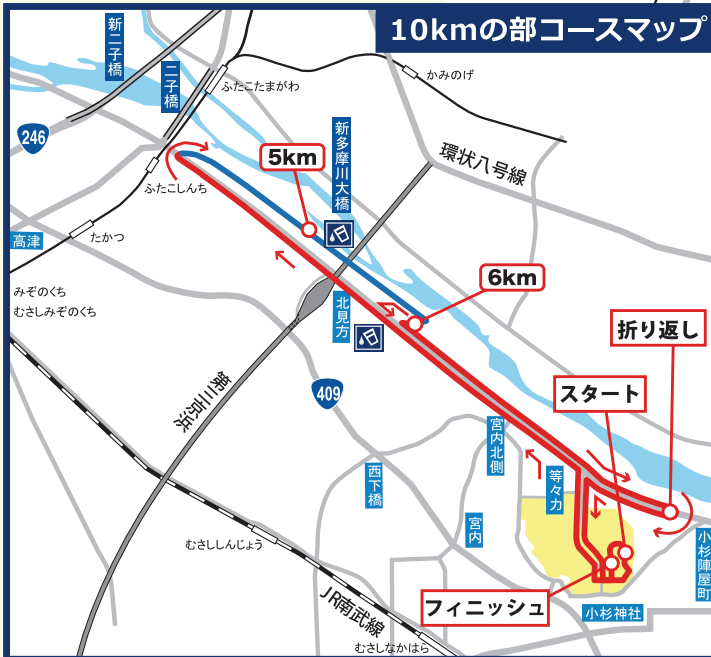 10kmの部コースマップ
新二子橋
二子橋
ふたこたまがわ
かみのげ
246
新多摩川大橋
環状八号線
5km
ふたこしんち
高津
たかつ
6km
みぞのくち
むさしみぞのくち
北見方
折り返し
第三京浜
409
スタート
宮内北側
等々力
西下橋
宮内
むさししんじょう
小杉陣屋町
フィニッシュ
小杉神社
JR南武線
むさしなかはら